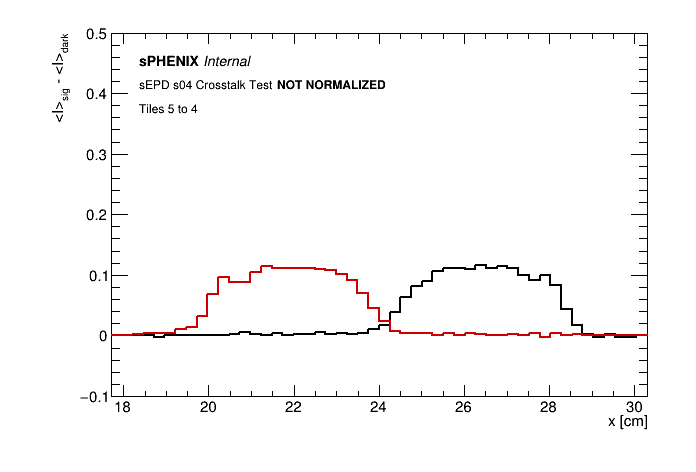 <I>sig - <I>dark
0.5
0.4
0.3
0.2
0.1
0
−0.1
sPHENIX Internal
sEPD s04 Crosstalk Test NOT NORMALIZED
Tiles 5 to 4
18 20 22 24 26 28 30
x [cm]